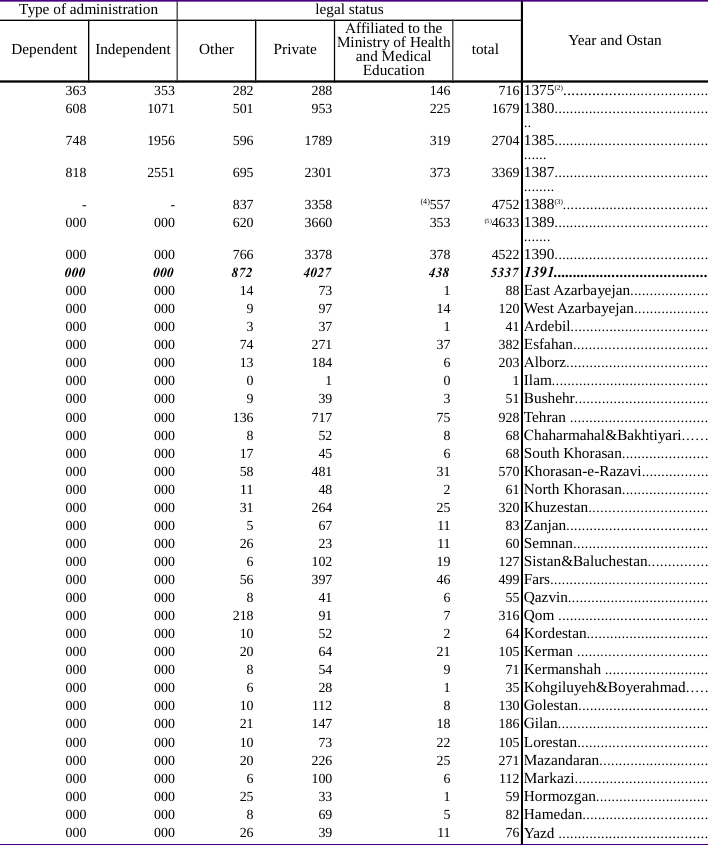 Type of administration legal status
Dependent Independent Other Private Affiliated to the Ministry of Health and Medical Education total Year and Ostan
363 353 282 288 146 716 1375(2)....................................
608 1071 501 953 225 1679 1380.......................................
..
748 1956 596 1789 319 2704 1385.......................................
......
818 2551 695 2301 373 3369 1387.......................................
........
- - 837 3358 (4)557 4752 1388(3)....................................
000 000 620 3660 353 (5)4633 1389.......................................
.......
000 000 766 3378 378 4522 1390.......................................
000 000 872 4027 438 5337 1391.......................................
000 000 14 73 1 88 East Azarbayejan....................
000 000 9 97 14 120 West Azarbayejan...................
000 000 3 37 1 41 Ardebil...................................
000 000 74 271 37 382 Esfahan..................................
000 000 13 184 6 203 Alborz....................................
000 000 0 1 0 1 Ilam........................................
000 000 9 39 3 51 Bushehr..................................
000 000 136 717 75 928 Tehran ...................................
000 000 8 52 8 68 Chaharmahal&Bakhtiyari......
000 000 17 45 6 68 South Khorasan......................
000 000 58 481 31 570 Khorasan-e-Razavi.................
000 000 11 48 2 61 North Khorasan......................
000 000 31 264 25 320 Khuzestan..............................
000 000 5 67 11 83 Zanjan....................................
000 000 26 23 11 60 Semnan..................................
000 000 6 102 19 127 Sistan&Baluchestan...............
000 000 56 397 46 499 Fars........................................
000 000 8 41 6 55 Qazvin....................................
000 000 218 91 7 316 Qom ......................................
000 000 10 52 2 64 Kordestan...............................
000 000 20 64 21 105 Kerman ..................................
000 000 8 54 9 71 Kermanshah ...........................
000 000 6 28 1 35 Kohgiluyeh&Boyerahmad.....
000 000 10 112 8 130 Golestan.................................
000 000 21 147 18 186 Gilan......................................
000 000 10 73 22 105 Lorestan.................................
000 000 20 226 25 271 Mazandaran............................
000 000 6 100 6 112 Markazi..................................
000 000 25 33 1 59 Hormozgan.............................
000 000 8 69 5 82 Hamedan................................
000 000 26 39 11 76 Yazd ......................................